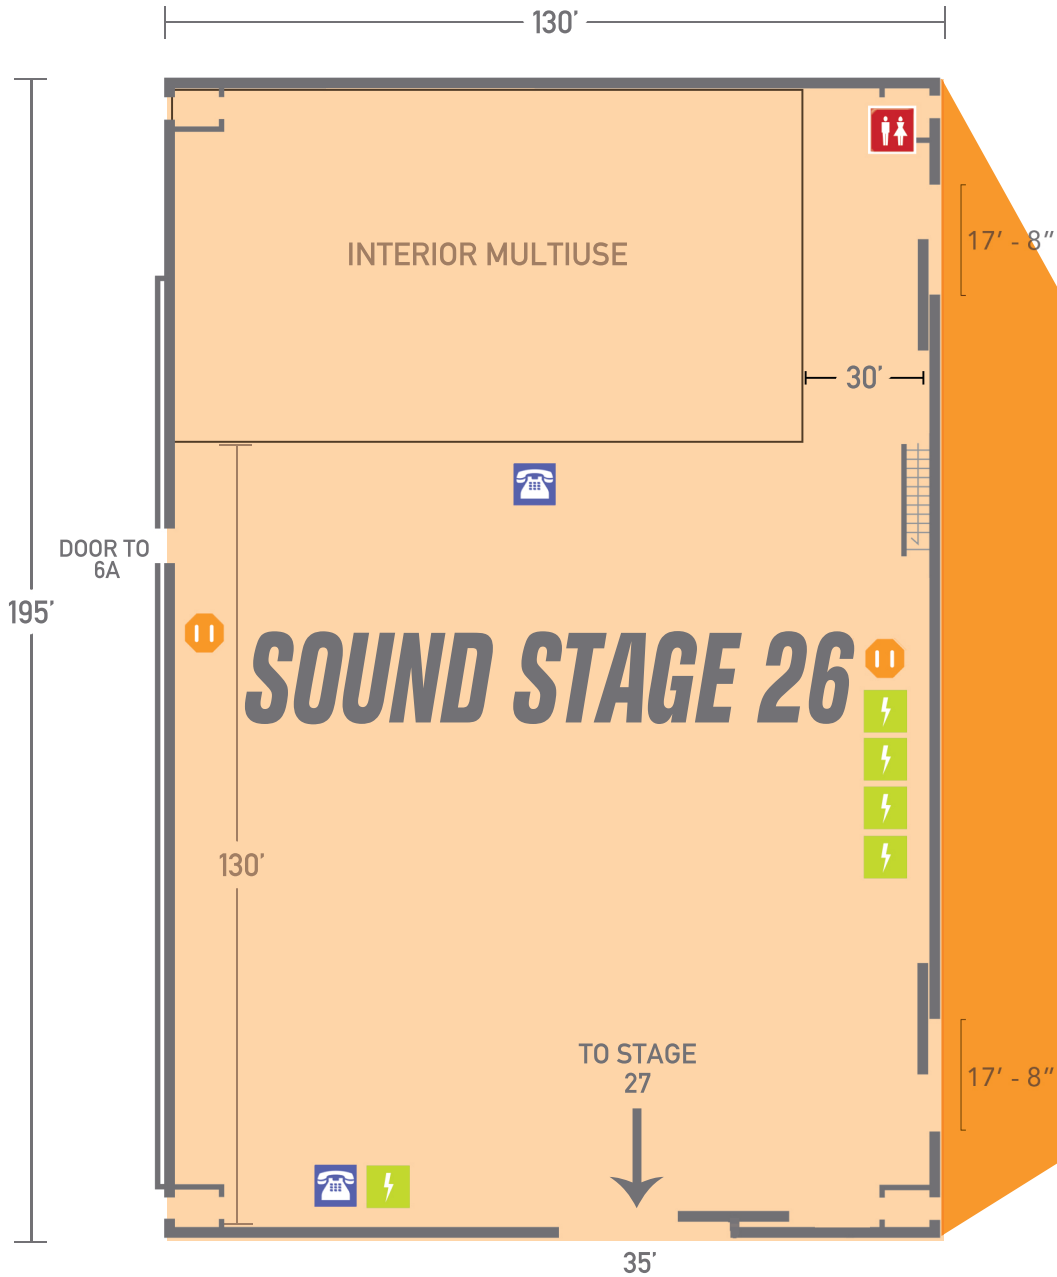 130’
INTERIOR MULTIUSE
17’ - 8”
30’
DOOR TO
6A
195’
SOUND STAGE 26
130’
TO STAGE
27
17’ - 8”
35’